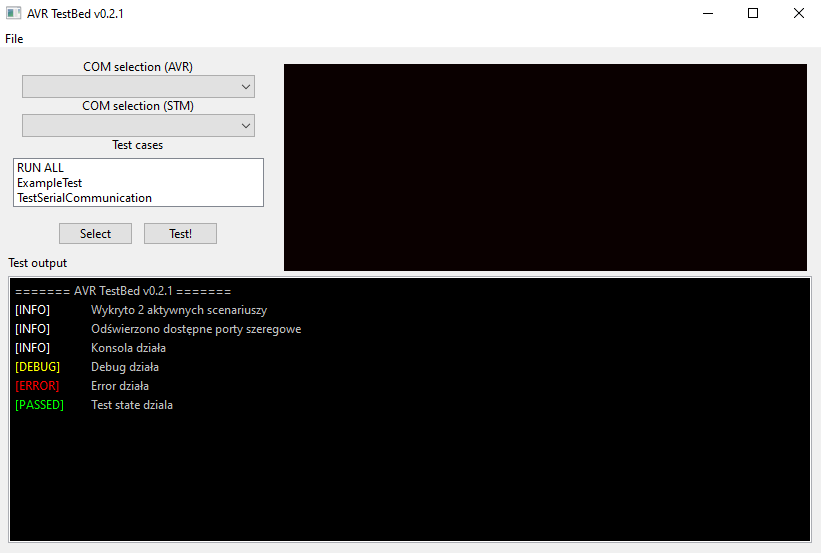 AVR TestBed v0.2.1
File
COM selection (AVR)
COM selection (STM)
Test cases
RUN ALL
ExampleTest
TestSerialCommunication
Select Test!
Test output
======= AVR TestBed v0.2.1 =======
[INFO] Wykryto 2 aktywnych scenariuszy
[INFO] Odświerzono dostępne porty szeregowe
[INFO] Konsola działa
[DEBUG] Debug działa
[ERROR] Error działa
[PASSED] Test state dziala